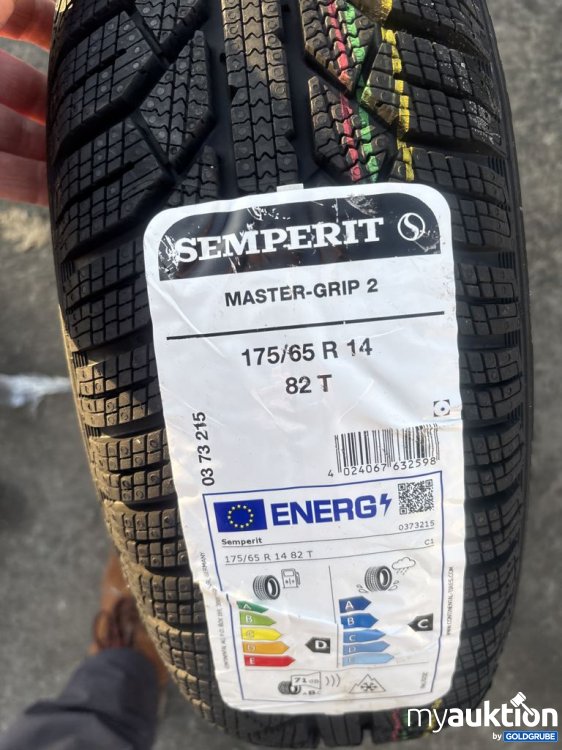 SEMPERIT S
MASTER-GRIP 2
175/65 R 14
82 T
03 73 215
4 024067 632598
ENERG
0373215
Semperit
C1
175/65 R 14 82 T
A
B
C
D
E
D
A
B
C
D
E
C
71 dB
B
myauktion
by GOLDGRUBE